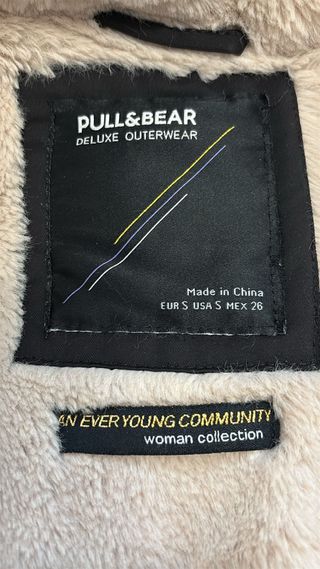 PULL&BEAR
DELUXE OUTERWEAR
Made in China
EUR S USA S MEX 26
AN EVER YOUNG COMMUNITY
woman collection